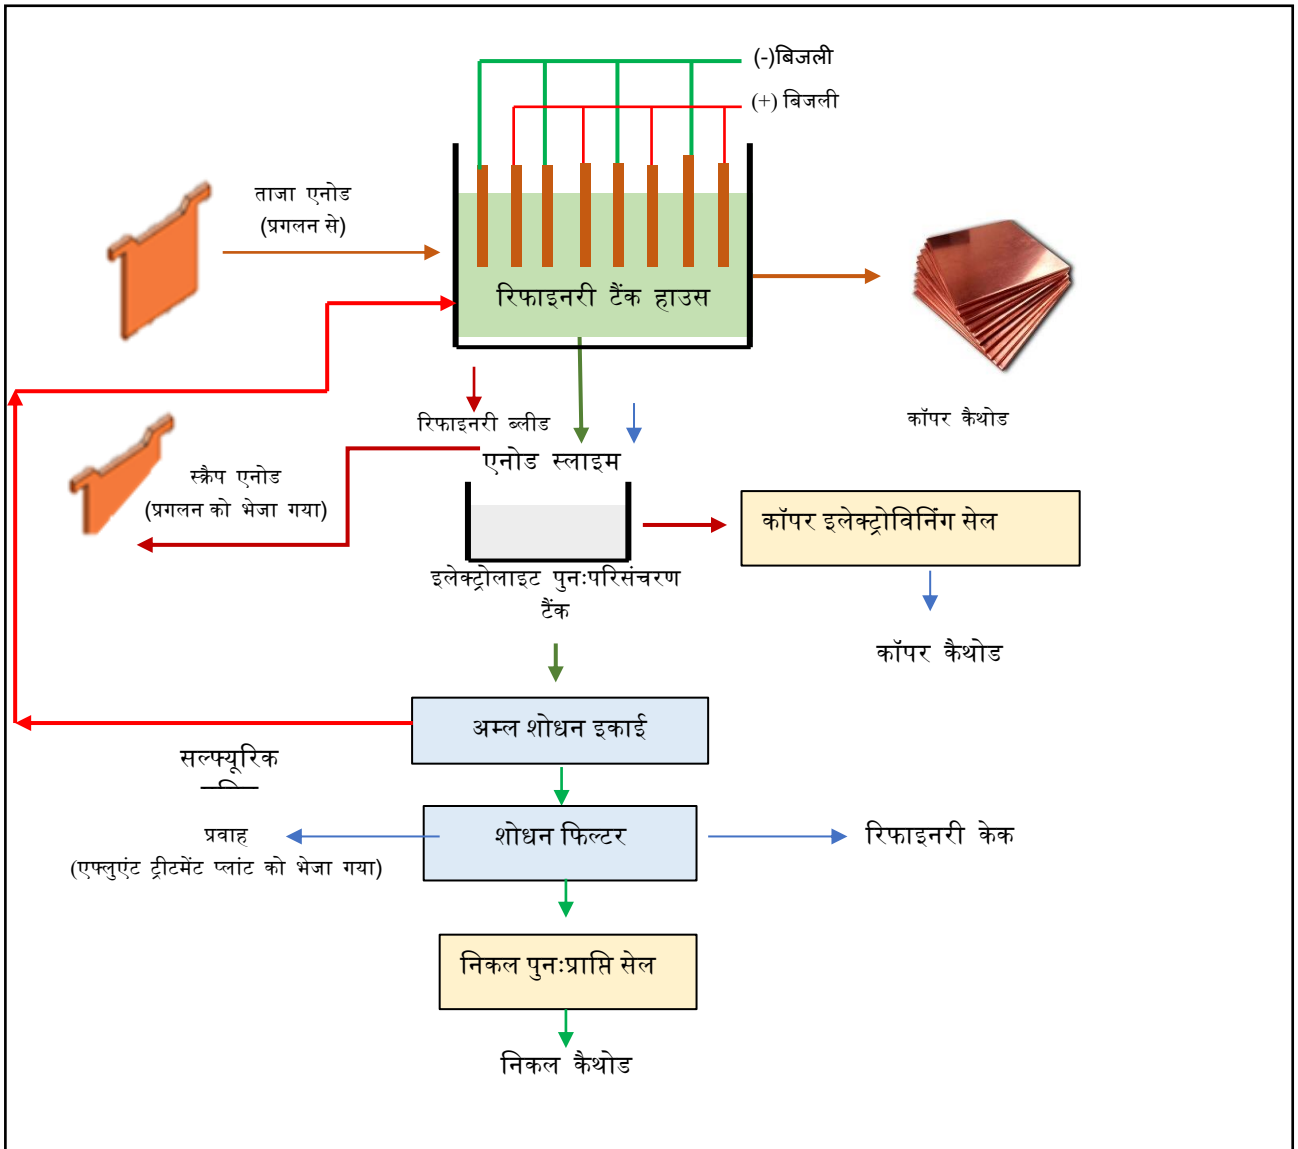 (-)बिजली
(+) बिजली
ताजा एनोड
(प्रगलन से)
रिफाइनरी टैंक हाउस
कॉपर कैथोड
रिफाइनरी ब्लीड
एनोड स्लाइम
स्क्रैप एनोड
(प्रगलन को भेजा गया)
कॉपर इलेक्ट्रोविनिंग सेल
इलेक्ट्रोलाइट पुनःपरिसंचरण
टैंक
कॉपर कैथोड
अम्ल शोधन इकाई
सल्फ्यूरिक
शोधन फिल्टर
रिफाइनरी केक
प्रवाह
(एफ्लुएंट ट्रीटमेंट प्लांट को भेजा गया)
निकल पुनःप्राप्ति सेल
निकल कैथोड